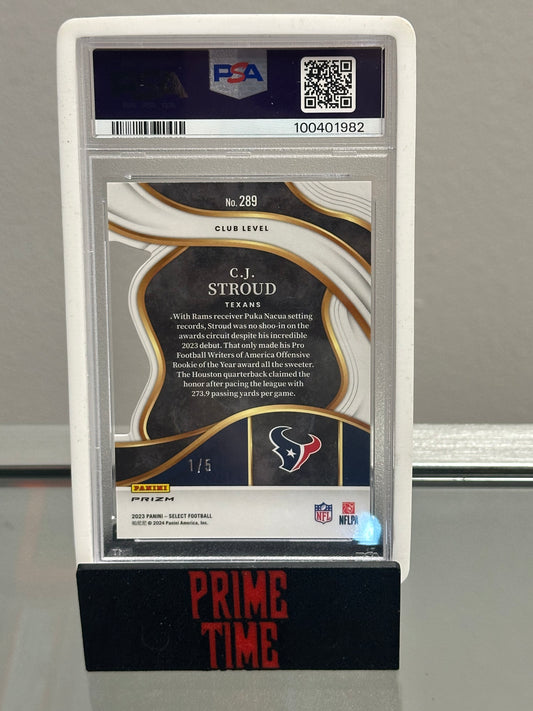 PSA
100401982
No. 289
CLUB LEVEL
C.J.
STROUD
TEXANS
.With Rams receiver Puka Nacua setting
records, Stroud was no shoo-in on the
awards circuit despite his incredible
2023 debut. That only made his Pro
Football Writers of America Offensive
Rookie of the Year award all the sweeter.
The Houston quarterback claimed the
honor after pacing the league with
273.9 passing yards per game.
1/5
PANINI
PRIZM
2023 PANINI – SELECT FOOTBALL
© 2024 Panini America, Inc.
NFL
NFLPA
PRIME
TIME